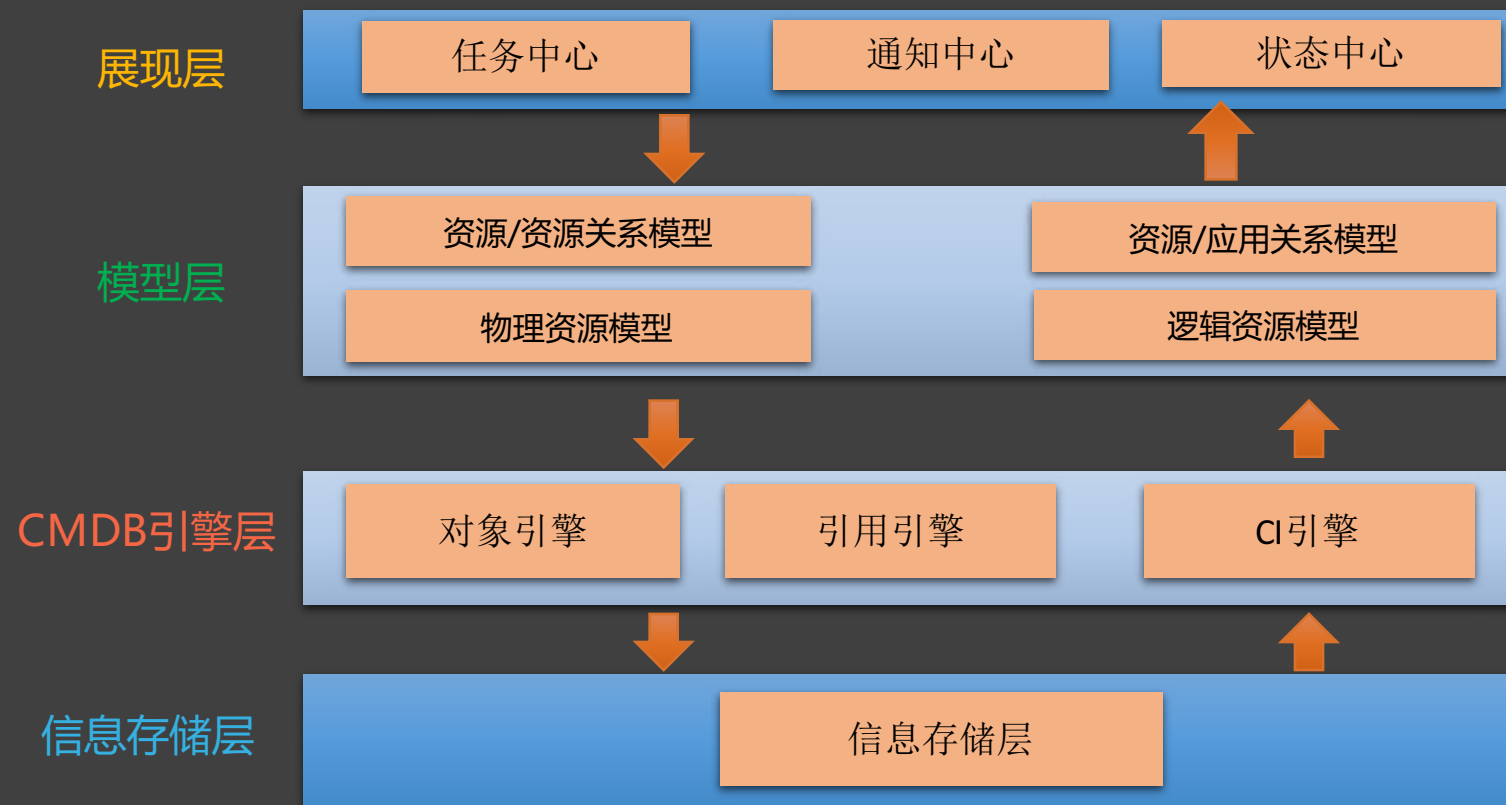 展现层
任务中心
通知中心
状态中心
模型层
资源/资源关系模型
资源/应用关系模型
物理资源模型
逻辑资源模型
CMDB引擎层
对象引擎
引用引擎
CI引擎
信息存储层
信息存储层